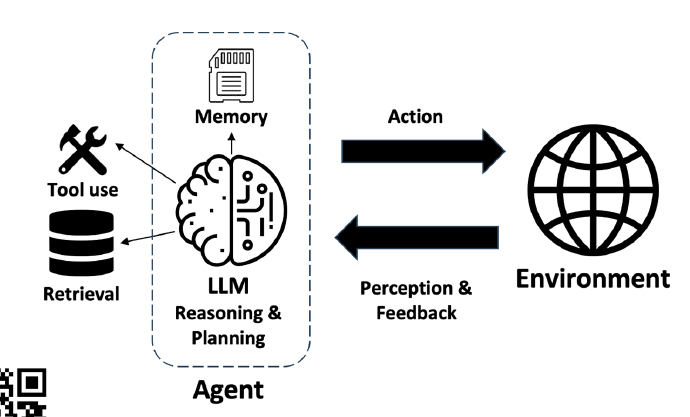 Memory
Action
Tool use
Retrieval
LLM
Reasoning &
Planning
Perception &
Feedback
Environment
Agent